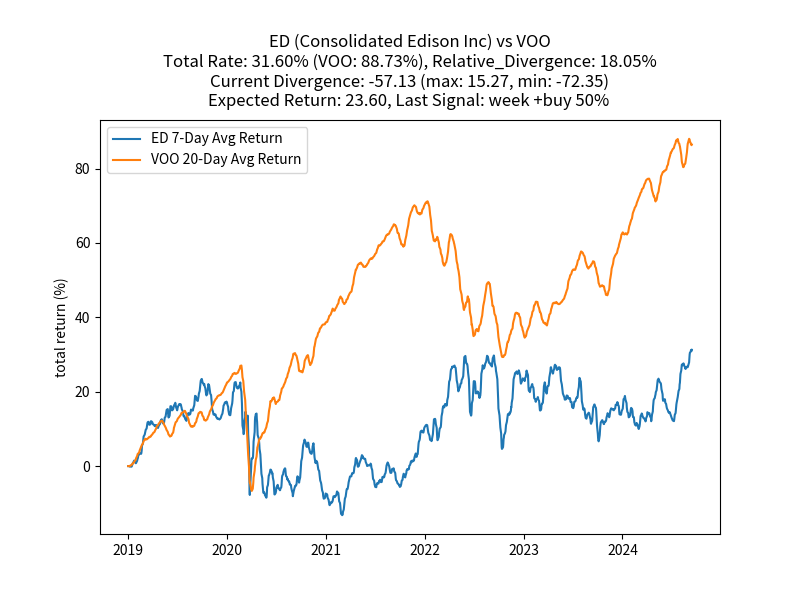 ED (Consolidated Edison Inc) vs VOO
Total Rate: 31.60% (VOO: 88.73%), Relative_Divergence: 18.05%
Current Divergence: -57.13 (max: 15.27, min: -72.35)
Expected Return: 23.60, Last Signal: week +buy 50%
ED 7-Day Avg Return
VOO 20-Day Avg Return
total return (%)
80
60
40
20
0
2019 2020 2021 2022 2023 2024